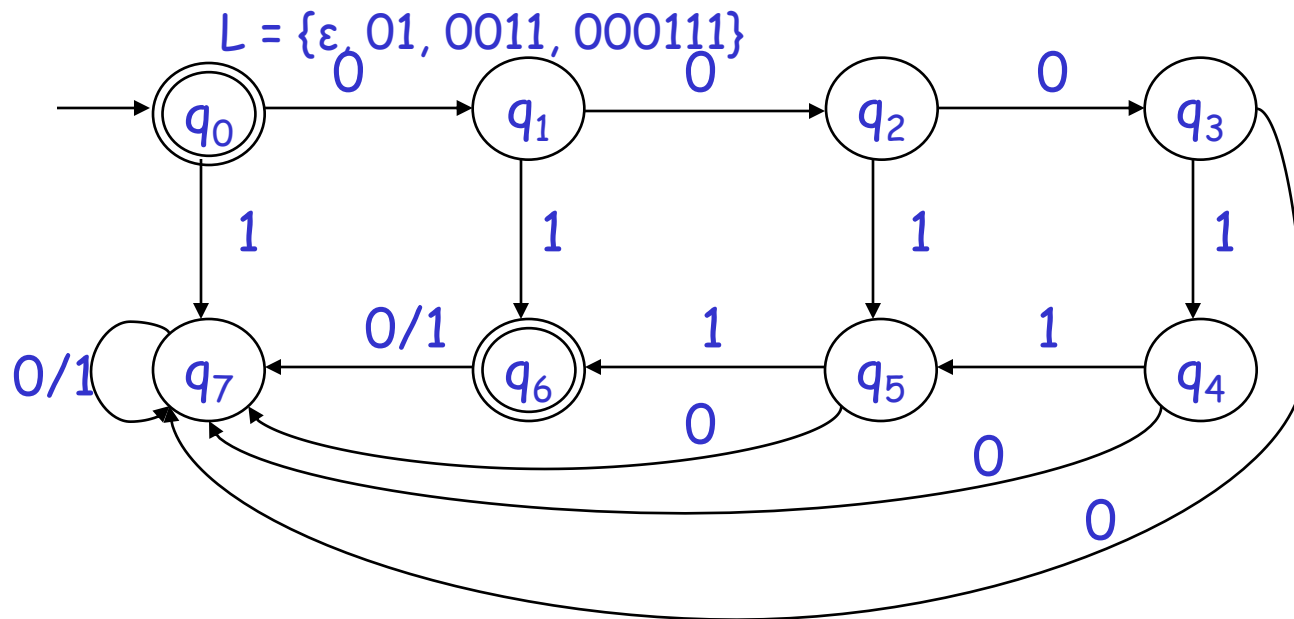 L = {ε, 01, 0011, 000111}
0 0 0
q0 q1 q2 q3
1 1 1 1
0/1 1 1
0/1 q7 q6 q5 q4
0
0
0